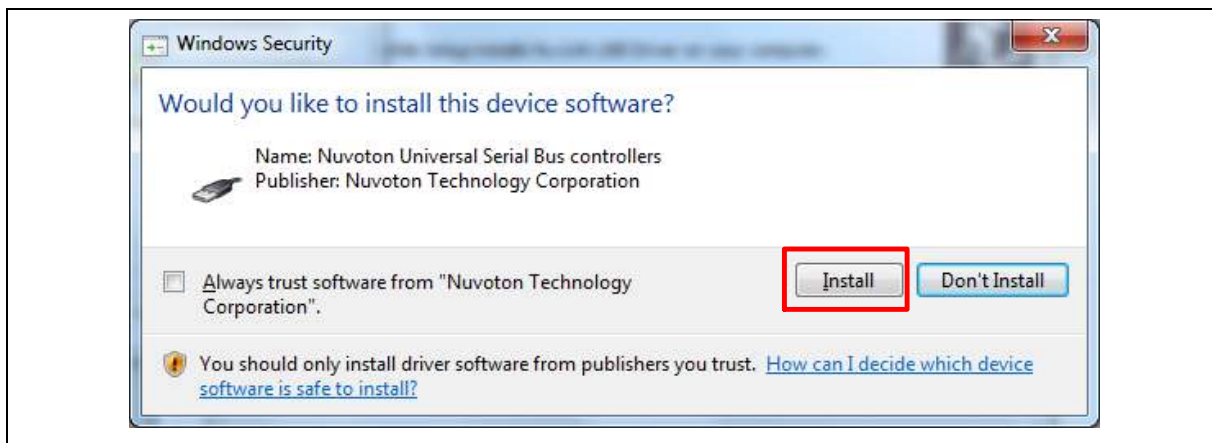 Windows Security
Would you like to install this device software?
Name: Nuvoton Universal Serial Bus controllers
Publisher: Nuvoton Technology Corporation
Always trust software from "Nuvoton Technology
Corporation".
Install
Don't Install
You should only install driver software from publishers you trust. How can I decide which device
software is safe to install?